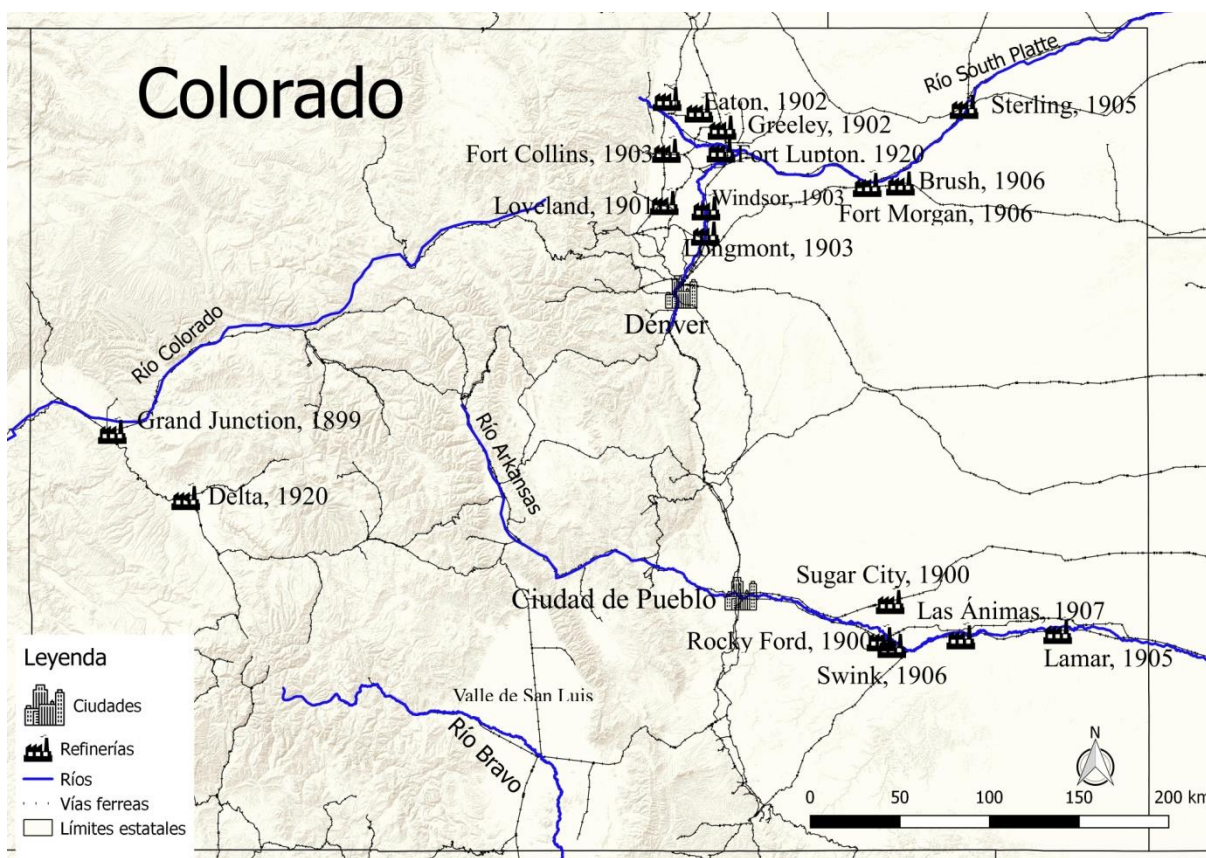 Colorado
Río South Platte
Eaton, 1902
Sterling, 1905
Greeley, 1902
Fort Collins, 1903
Fort Lupton, 1920
Brush, 1906
Loveland, 1901
Windsor, 1903
Fort Morgan, 1906
Longmont, 1903
Dénver
Río Colorado
Grand Junction, 1899
Río Arkansas
Delta, 1920
Sugar City, 1900
Ciudad de Pueblo
Las Ánimas, 1907
Rocky Ford, 1900
Lamar, 1905
Swink, 1906
Valle de San Luis
Río Bravo
Leyenda
Ciudades
Refinerías
Ríos
Vías ferreas
Límites estatales
N
0 50 100 150 200 km